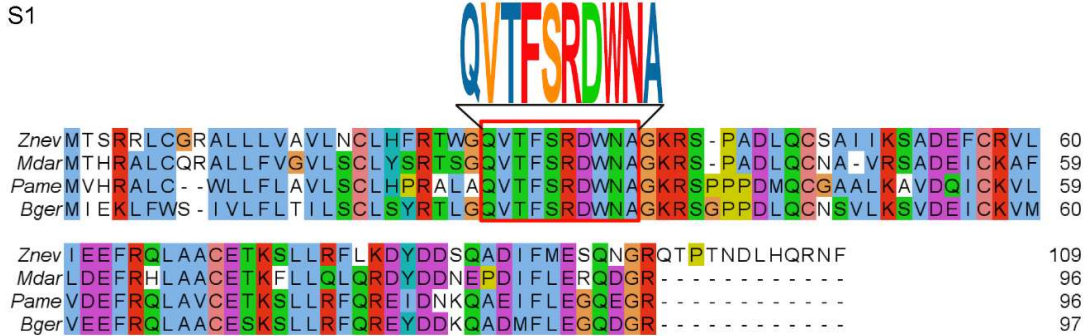 S1
QVTFSRDWNA
Znev MTSRRLCGRALLLVAVLNCLHFRTWGQVTFSRDWNAGKRS-PADLQCSAIIKSADEFCRVL 60
Mdar MTHRALCQRALLFVGVLSCLYSRTSGQVTFSRDWNAGKRS-PADLQCNA-VRSADEICKAF 59
Pame MVHRALC--WLLFLAVLSCLHPRALAQVTFSRDWNAGKRSPPPDMQCGAALKAVDQICKVL 59
Bger MIEKLFWS-IVLFLTILSCLSYRTLGQVTFSRDWNAGKRSGPPDLQCNSVLKSVDEICKVM 60
Znev IEEFRQLAACETKSLLRFLKDYDDSQADIFMESQNGRQTPTNDLHQRNF 109
Mdar LDEFRHLAACETKFLLQLQRDYDDNEPDIFLERQDGR------------ 96
Pame VDEFRQLAVCETKSLLRFQREIDNKQAEIFLEGQEGR------------ 96
Bger VEEFRQLAACESKSLLRFQREYDDKQADMFLEGQDGR------------ 97